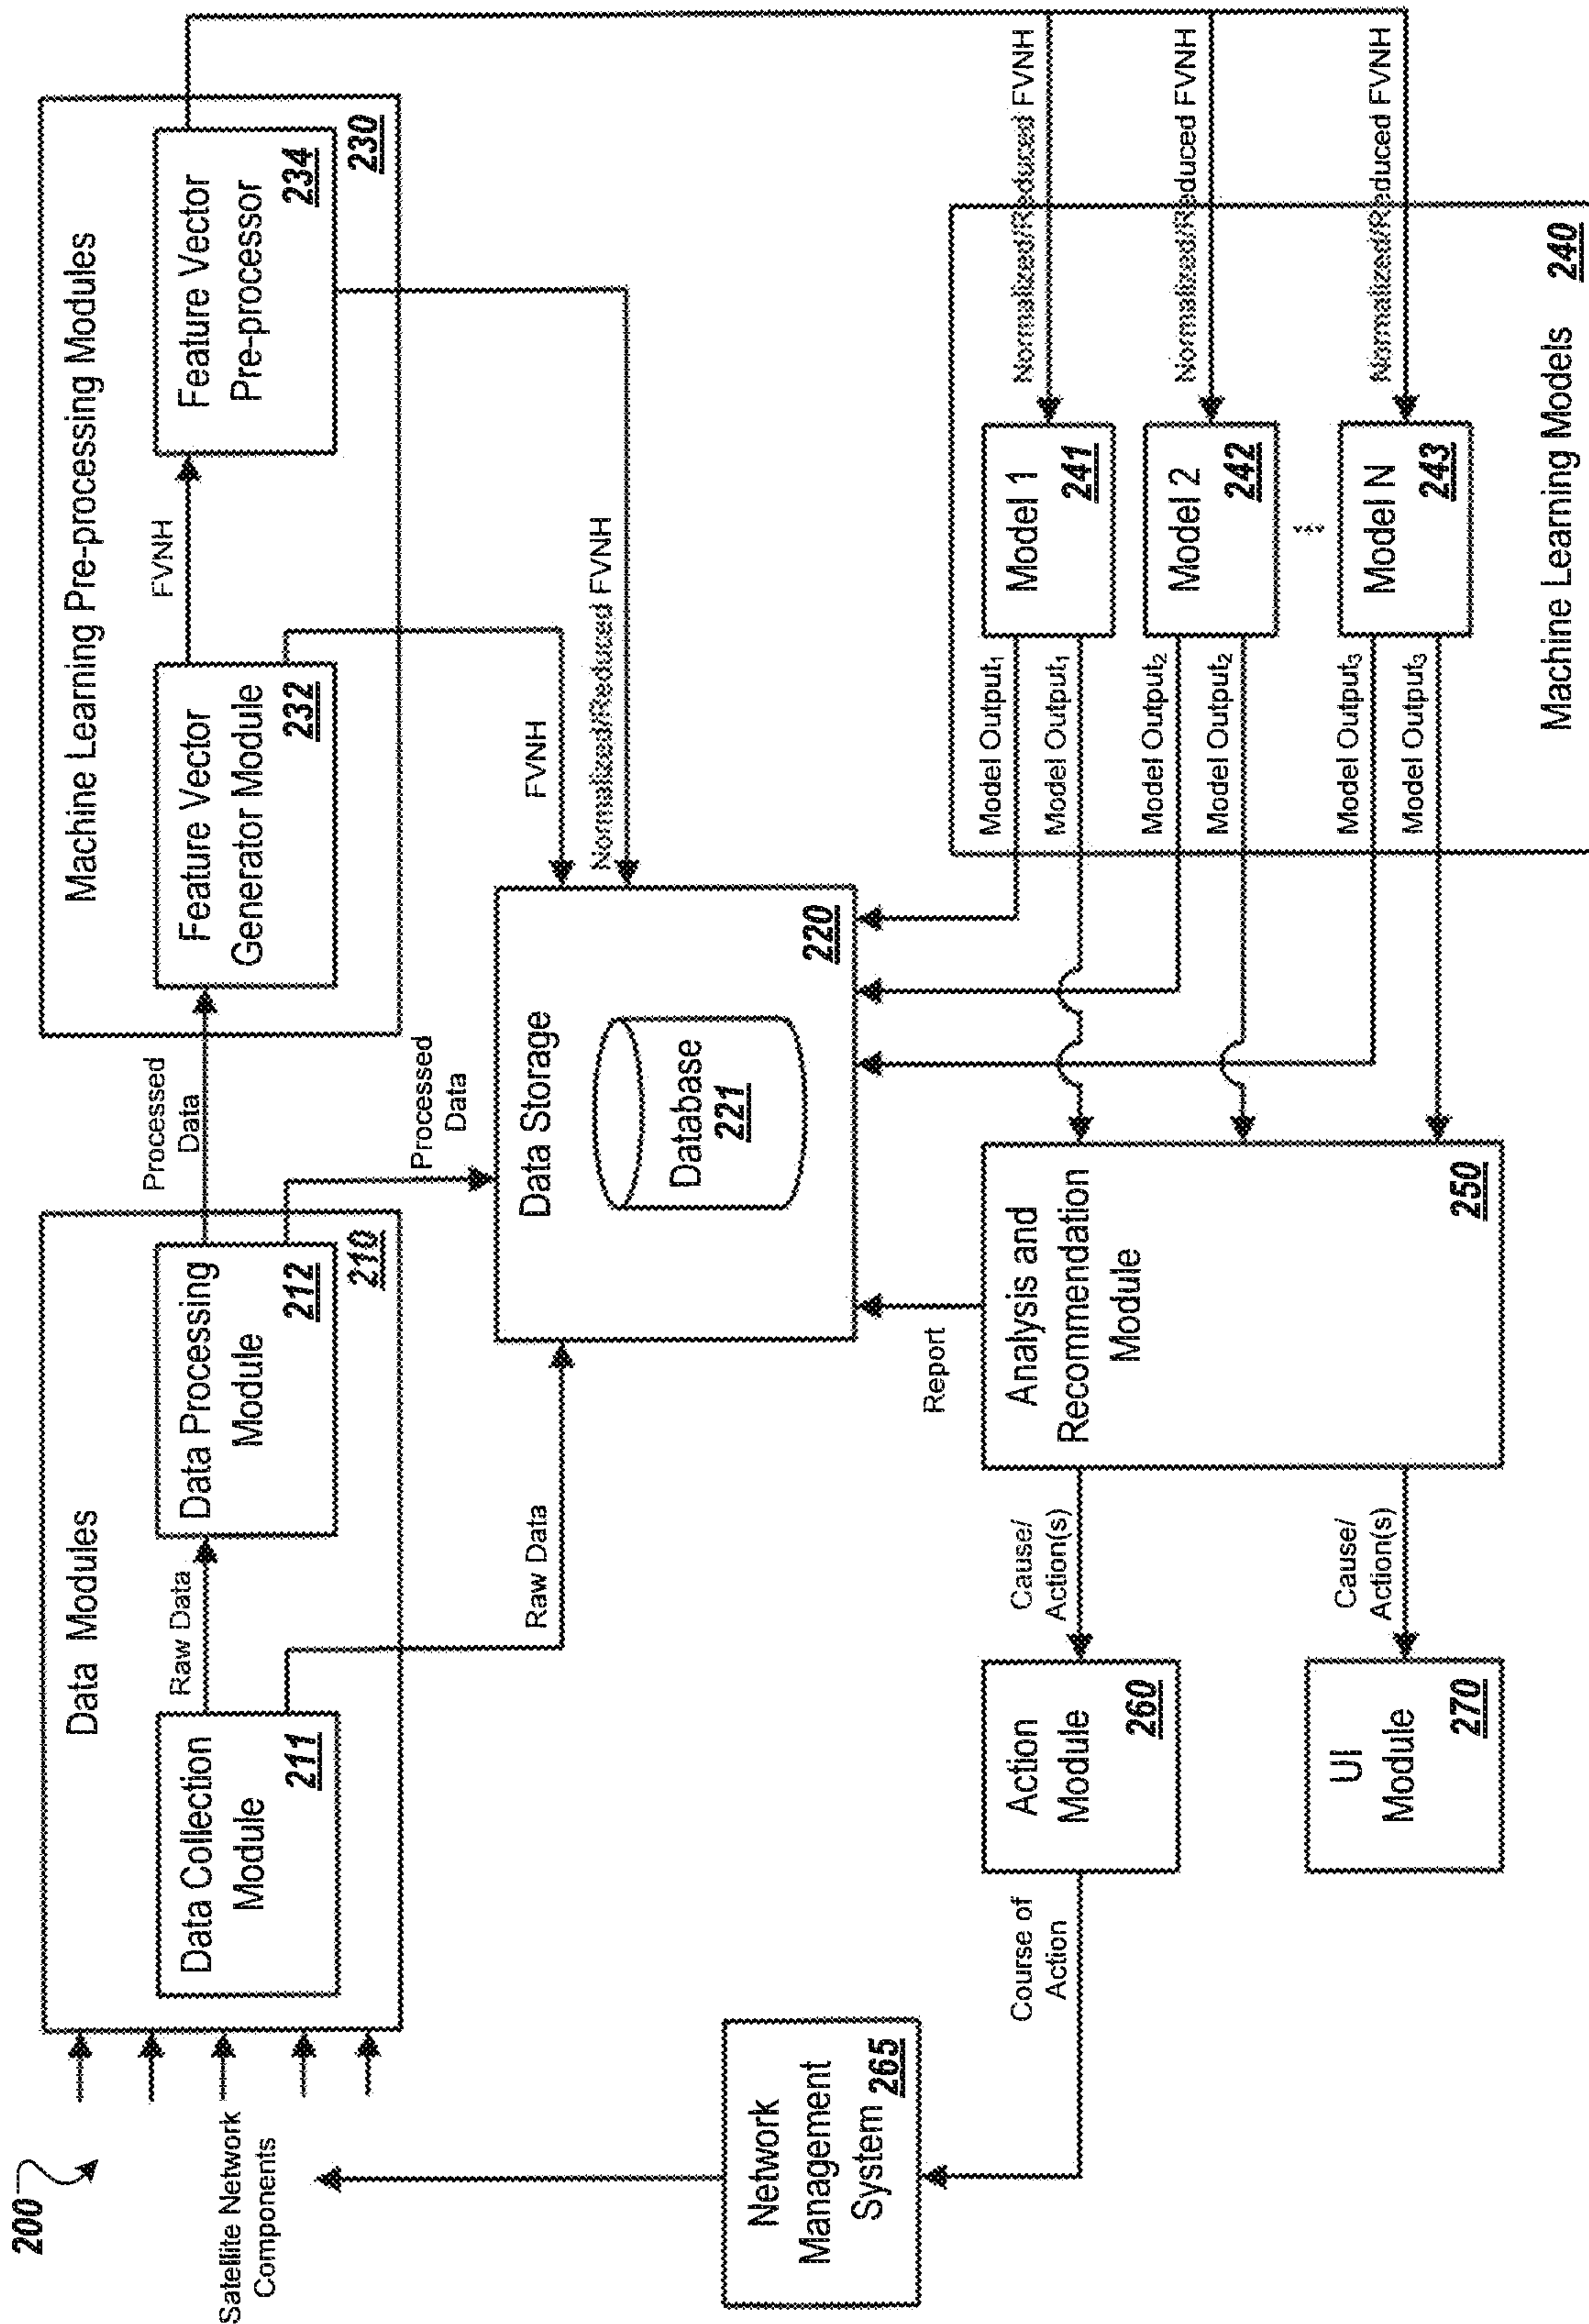 200
Satellite Network
Components
Data Modules
Data Collection
Module
211
Raw Data
Data Processing
Module
212
210
Processed
Data
Machine Learning Pre-processing Modules
Feature Vector
Generator Module
232
FVNH
Feature Vector
Pre-processor
234
230
Raw Data
Processed
Data
FVNH
Normalized/Reduced FVNH
Data Storage
Database
221
220
Network
Management
System 265
Course of
Action
Action
Module
260
Cause/
Action(s)
UI
Module
270
Cause/
Action(s)
Report
Analysis and
Recommendation
Module
250
Model Output₁
Model Output₁
Model Output₂
Model Output₂
Model Output₃
Model Output₃
Model 1
241
Model 2
242
...
Model N
243
Normalized/Reduced FVNH
Normalized/Reduced FVNH
Normalized/Reduced FVNH
Machine Learning Models 240